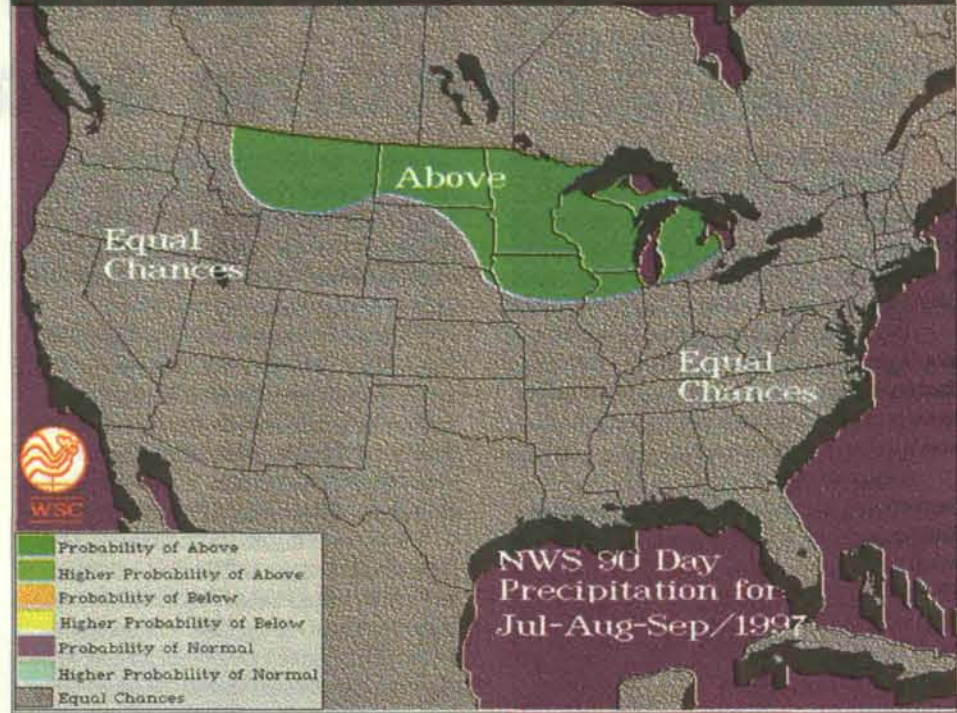 Above
Equal
Chances
Equal
Chances
WSC
Probability of Above
Higher Probability of Above
Probability of Below
Higher Probability of Below
Probability of Normal
Higher Probability of Normal
Equal Chances
NWS 90 Day
Precipitation for
Jul-Aug-Sep/1997